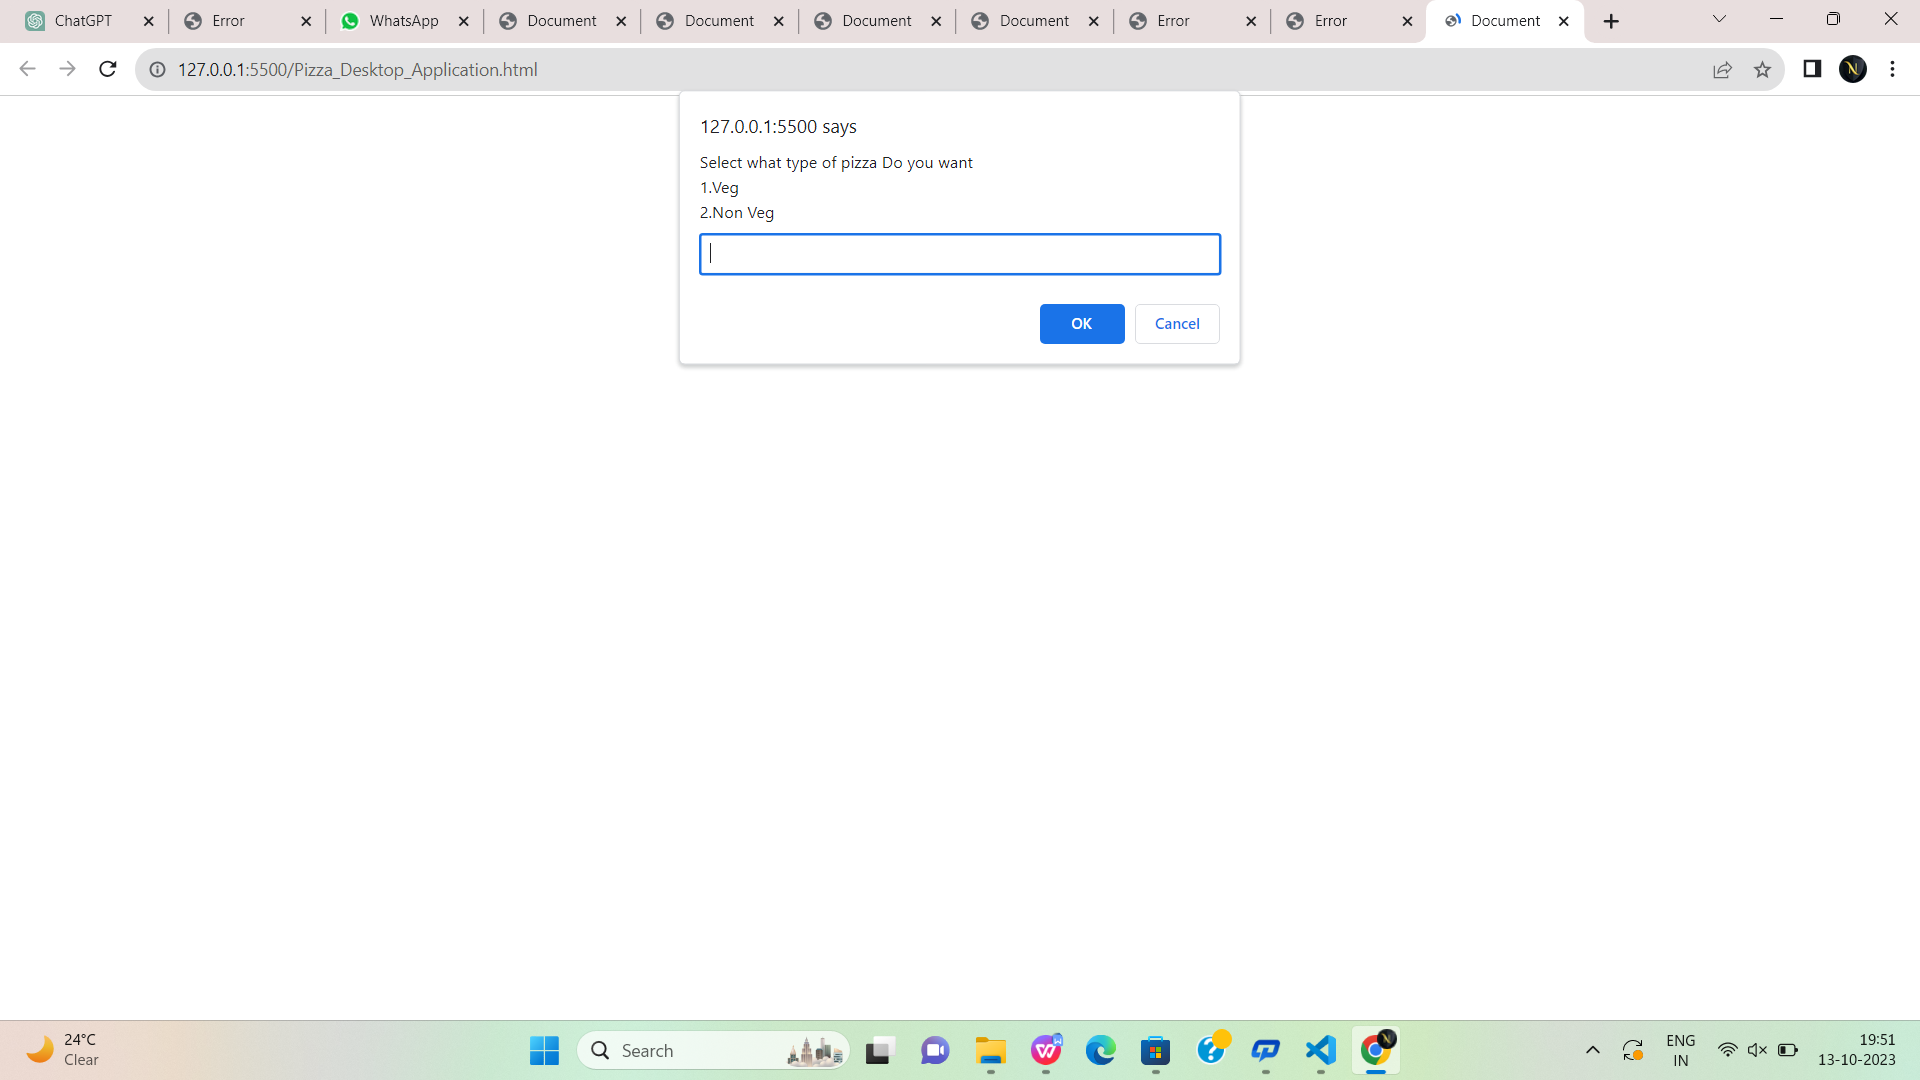 ChatGPT
Error
WhatsApp
Document
Document
Document
Document
Error
Error
Document
127.0.0.1:5500/Pizza_Desktop_Application.html
N
127.0.0.1:5500 says
Select what type of pizza Do you want
1.Veg
2.Non Veg
OK
Cancel
24°C
Clear
Search
ENG
IN
19:51
13-10-2023